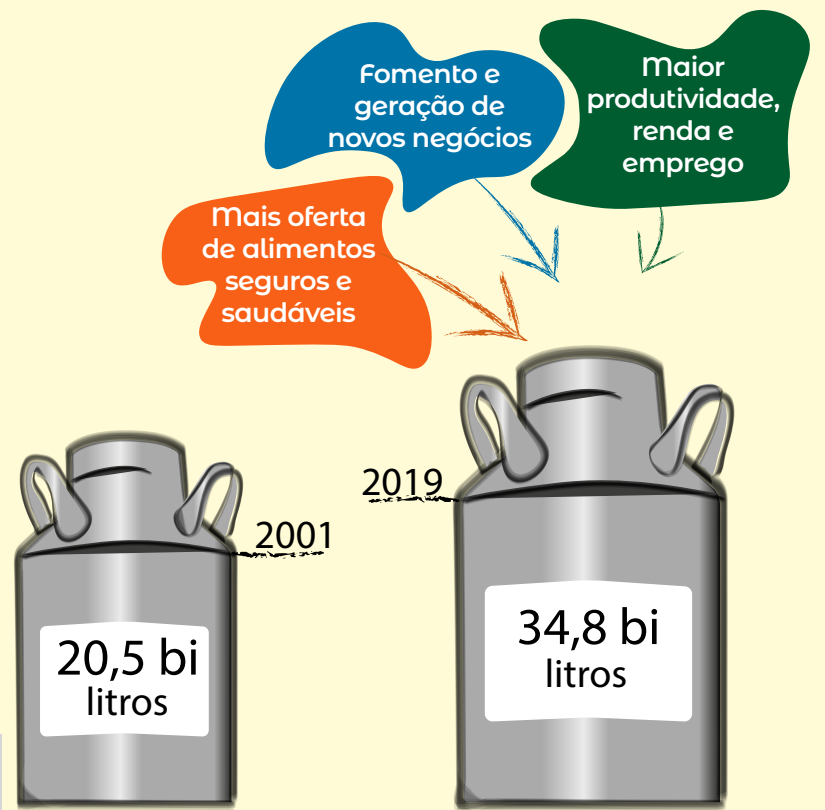 Fomento e
geração de
novos negócios
Maior
produtividade,
renda e
emprego
Mais oferta
de alimentos
seguros e
saudáveis
2019
2001
20,5 bi
litros
34,8 bi
litros